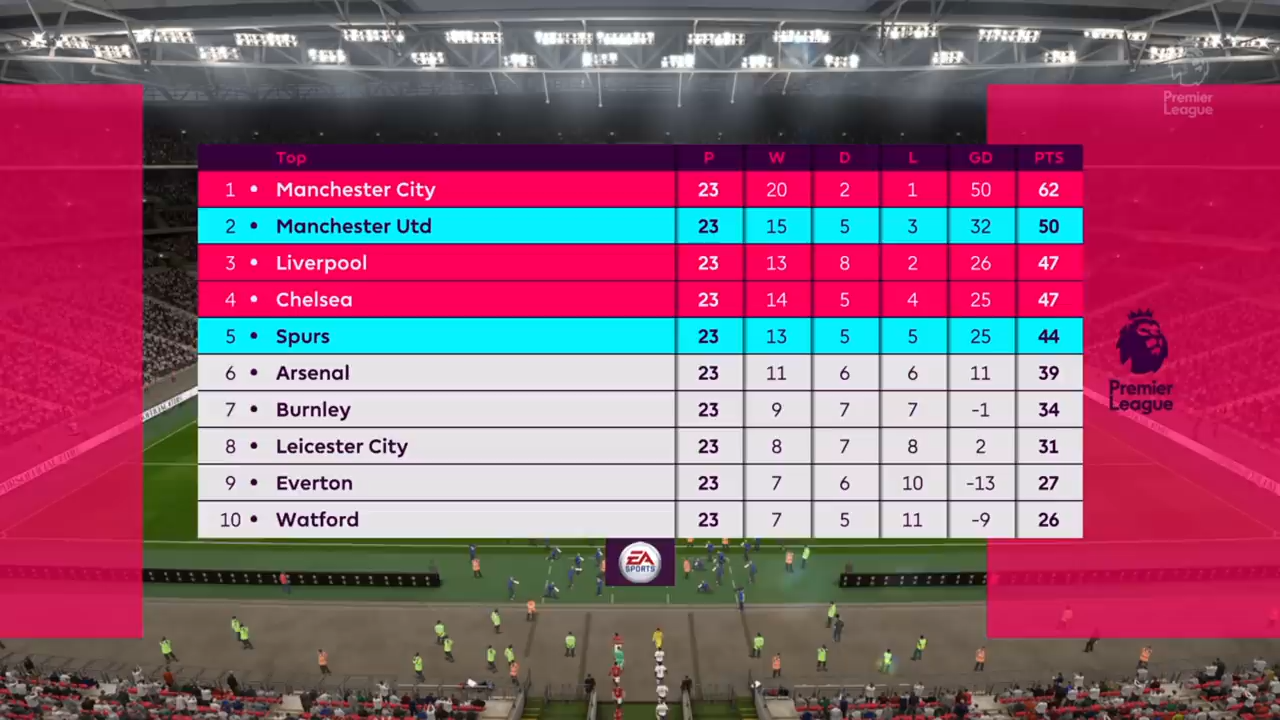 Premier
League
Top P W D L GD PTS
1 • Manchester City 23 20 2 1 50 62
2 • Manchester Utd 23 15 5 3 32 50
3 • Liverpool 23 13 8 2 26 47
4 • Chelsea 23 14 5 4 25 47
5 • Spurs 23 13 5 5 25 44
6 • Arsenal 23 11 6 6 11 39
7 • Burnley 23 9 7 7 -1 34
8 • Leicester City 23 8 7 8 2 31
9 • Everton 23 7 6 10 -13 27
10 • Watford 23 7 5 11 -9 26
Premier
League
EA
SPORTS